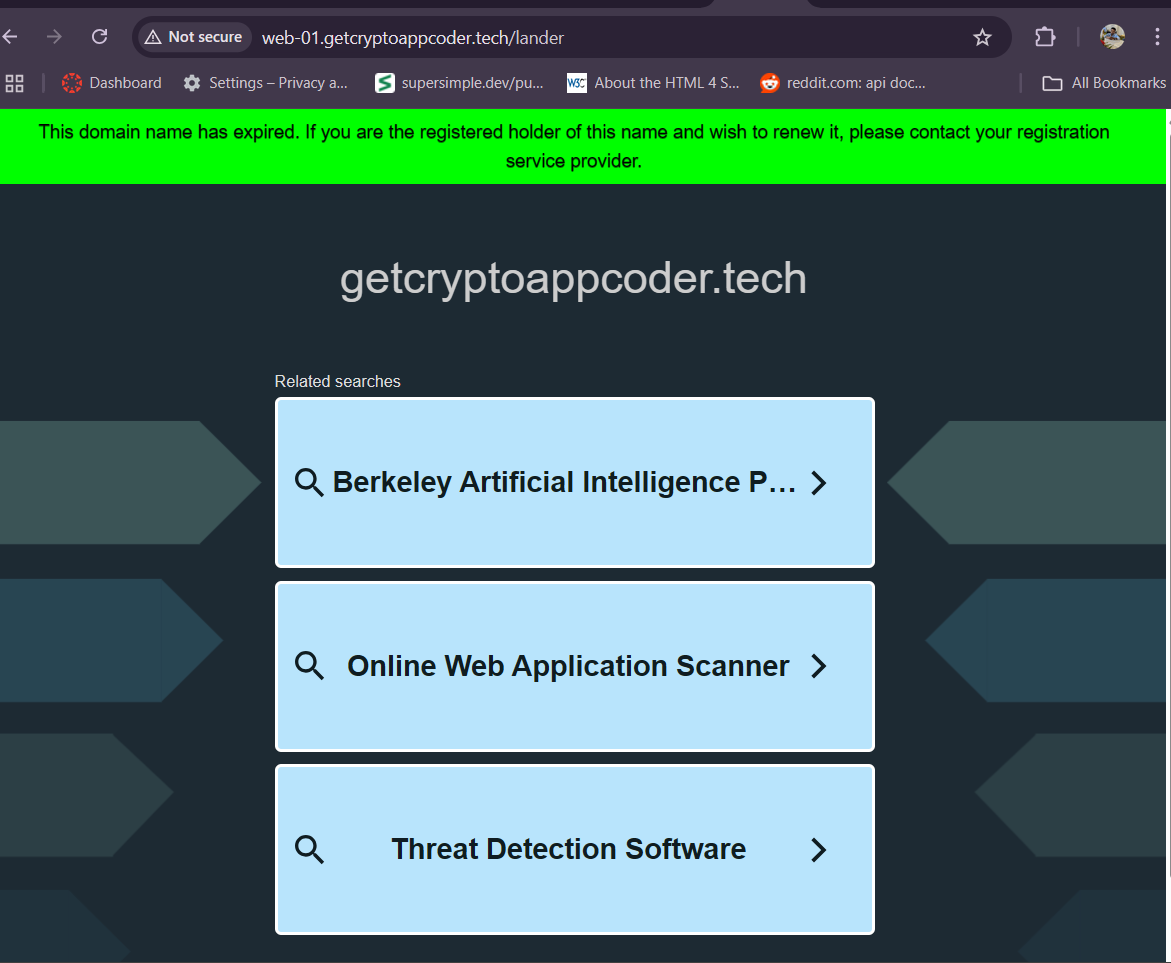 Not secure web-01.getcryptoappcoder.tech/lander
Dashboard Settings – Privacy a... supersimple.dev/pu... W3C About the HTML 4 S... reddit.com: api doc... All Bookmarks
This domain name has expired. If you are the registered holder of this name and wish to renew it, please contact your registration
service provider.
getcryptoappcoder.tech
Related searches
Berkeley Artificial Intelligence P...
Online Web Application Scanner
Threat Detection Software